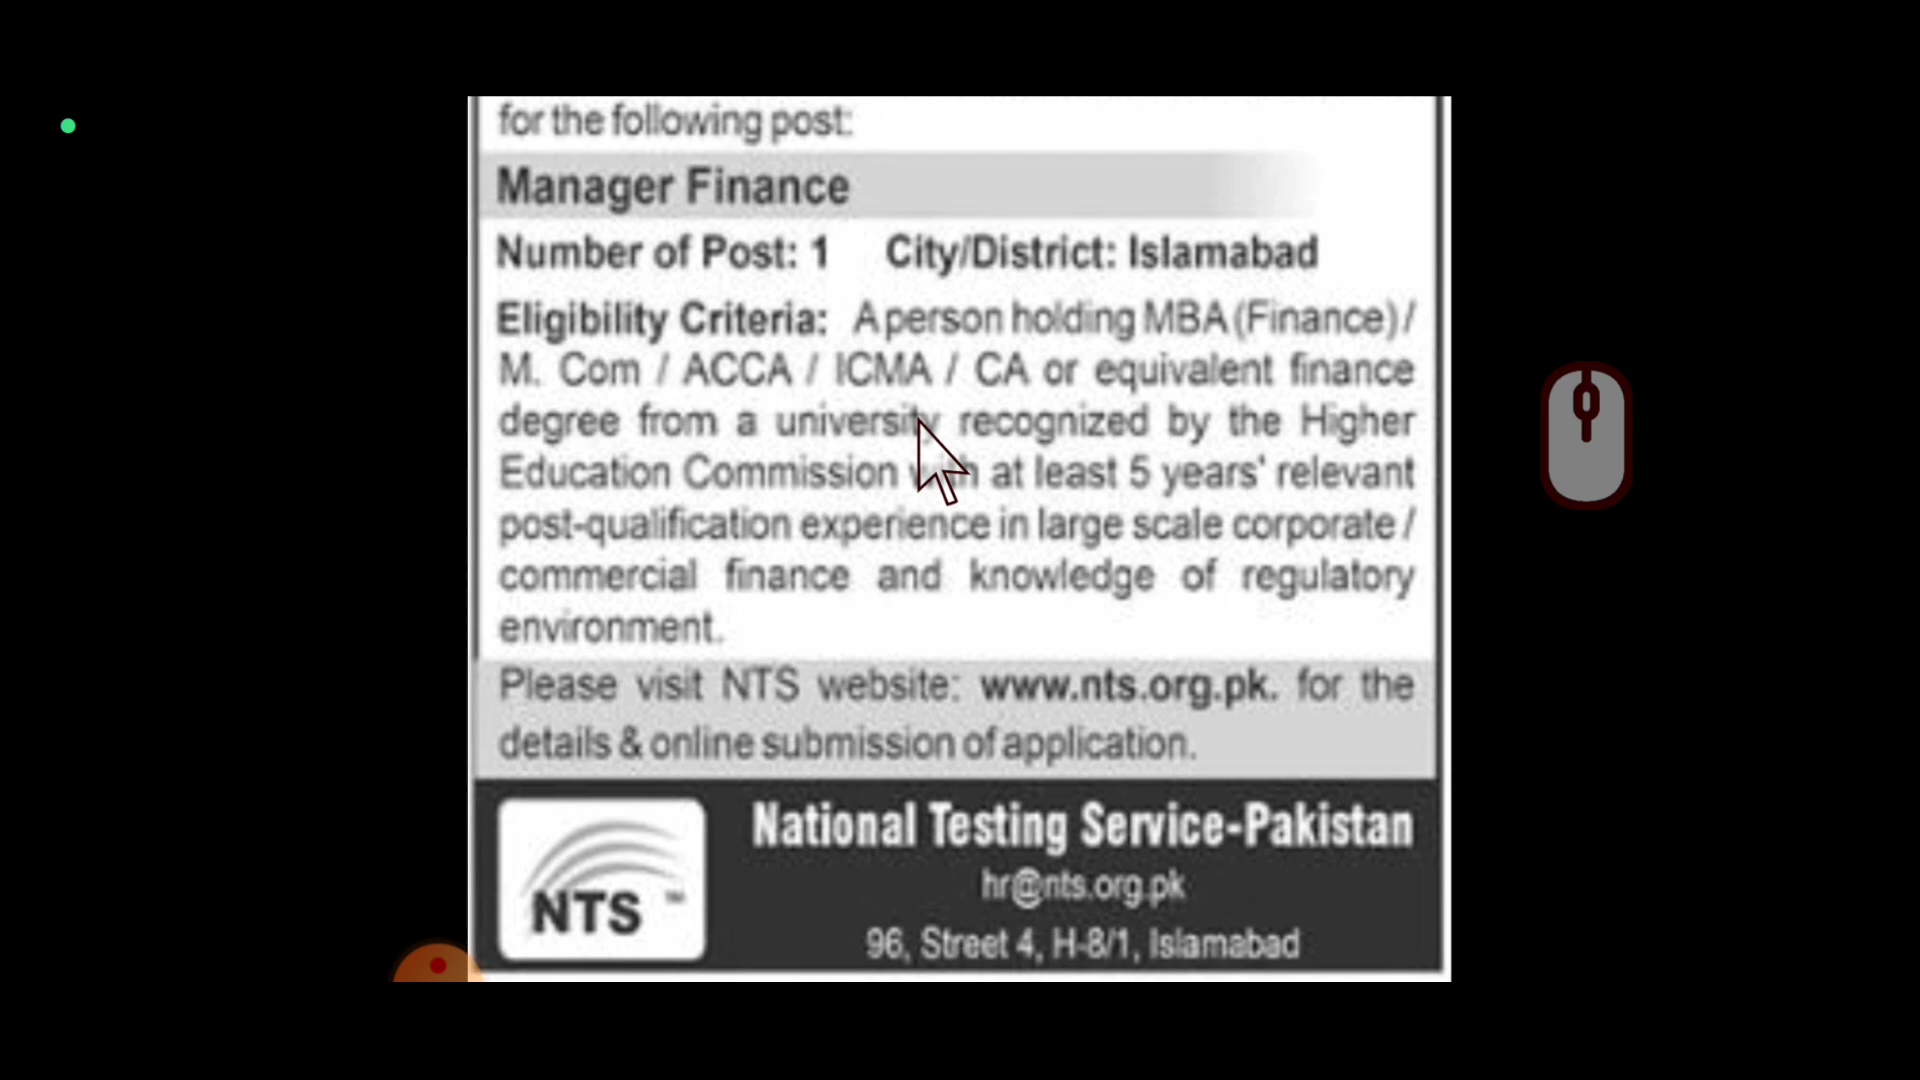 for the following post:
Manager Finance
Number of Post: 1 City/District: Islamabad
Eligibility Criteria: A person holding MBA (Finance) /
M. Com / ACCA / ICMA / CA or equivalent finance
degree from a university recognized by the Higher
Education Commission with at least 5 years' relevant
post-qualification experience in large scale corporate /
commercial finance and knowledge of regulatory
environment.
Please visit NTS website: www.nts.org.pk. for the
details & online submission of application.
National Testing Service-Pakistan
hr@nts.org.pk
NTS ™
96, Street 4, H-8/1, Islamabad